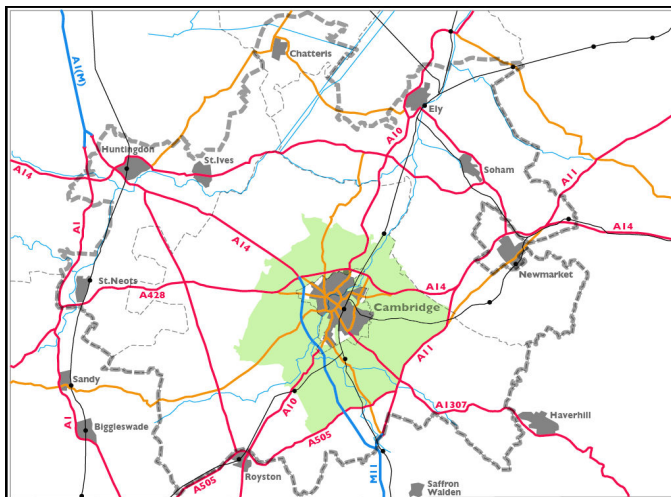 A1(M)
Chatteris
Ely
A10
Huntingdon
St.Ives
Soham
A14
A11
A1
A14
A14
Newmarket
St.Neots
A428
A14
Cambridge
A11
Sandy
A10
A1307
Haverhill
A1
Biggleswade
A505
Royston
A505
M11
Saffron
Walden